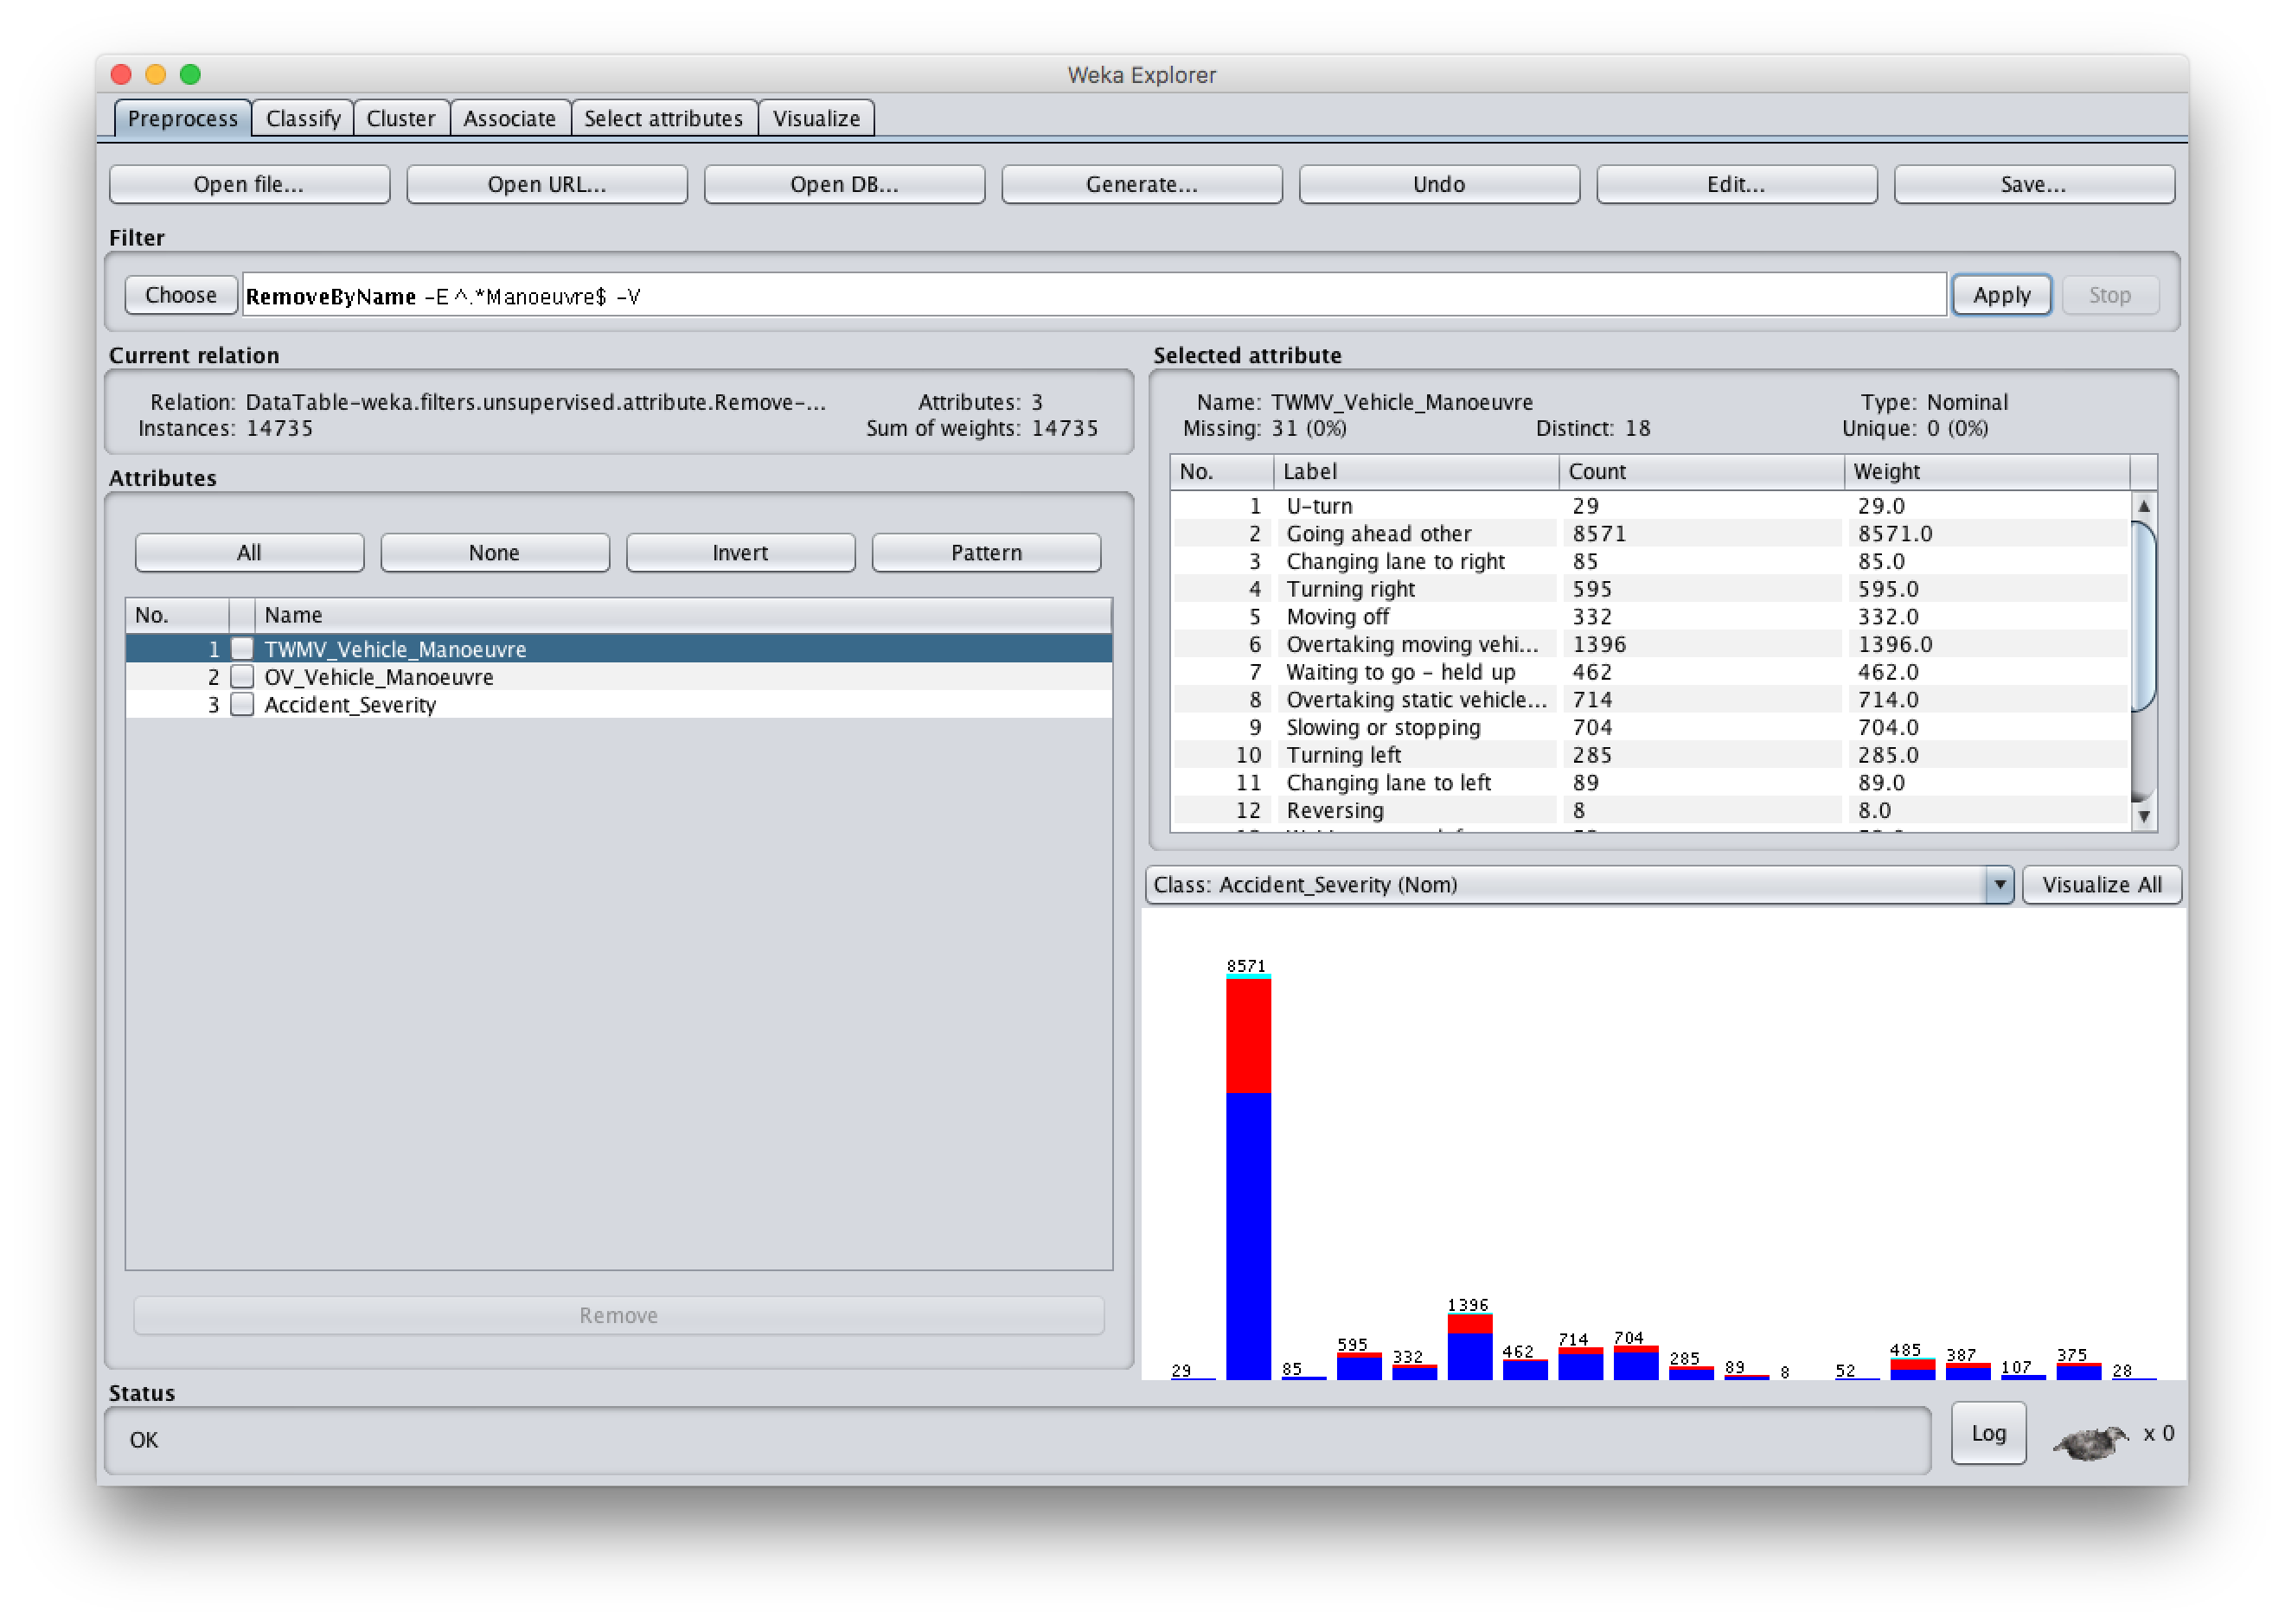 Weka Explorer
Preprocess Classify Cluster Associate Select attributes Visualize
Open file... Open URL... Open DB... Generate... Undo Edit... Save...
Filter
Choose RemoveByName -E ^.*Manoeuvre$ -V Apply Stop
Current relation
Relation: DataTable-weka.filters.unsupervised.attribute.Remove-... Attributes: 3
Instances: 14735 Sum of weights: 14735
Attributes
All None Invert Pattern
No. Name
1 TWMV_Vehicle_Manoeuvre
2 OV_Vehicle_Manoeuvre
3 Accident_Severity
Remove
Selected attribute
Name: TWMV_Vehicle_Manoeuvre Type: Nominal
Missing: 31 (0%) Distinct: 18 Unique: 0 (0%)
No. Label Count Weight
1 U-turn 29 29.0
2 Going ahead other 8571 8571.0
3 Changing lane to right 85 85.0
4 Turning right 595 595.0
5 Moving off 332 332.0
6 Overtaking moving vehi... 1396 1396.0
7 Waiting to go - held up 462 462.0
8 Overtaking static vehicle... 714 714.0
9 Slowing or stopping 704 704.0
10 Turning left 285 285.0
11 Changing lane to left 89 89.0
12 Reversing 8 8.0
Class: Accident_Severity (Nom) Visualize All
8571
1396
29 85 595 332 462 714 704 285 89 8 52 485 387 107 375 28
Status
OK
Log x 0